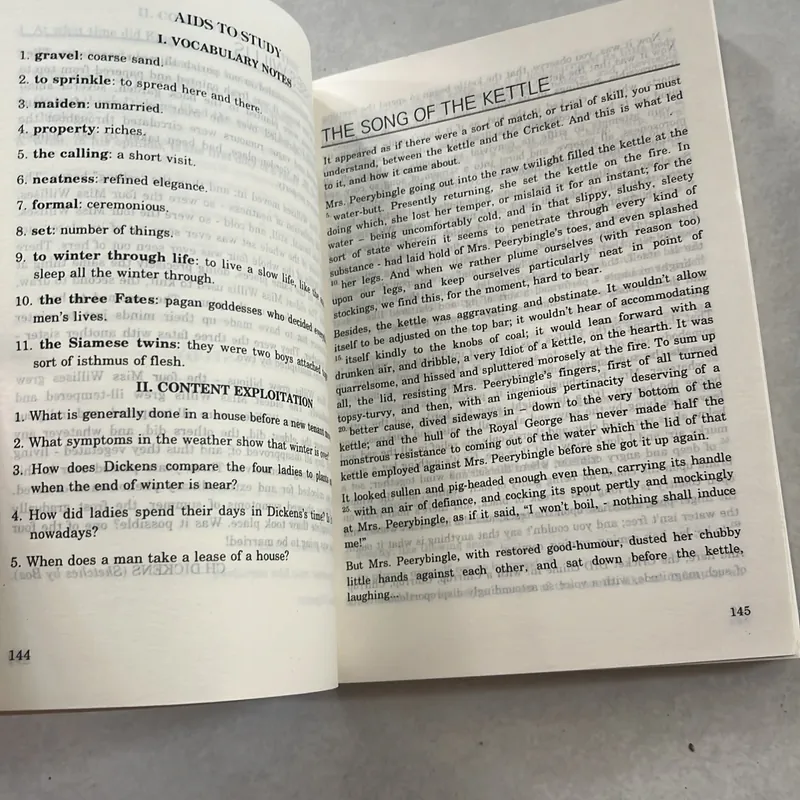 AIDS TO STUDY
I. VOCABULARY NOTES
1. gravel: coarse sand.
2. to sprinkle: to spread here and there.
3. maiden: unmarried.
4. property: riches.
5. the calling: a short visit.
6. neatness: refined elegance.
7. formal: ceremonious.
8. set: number of things.
9. to winter through life: to live a slow life, like the
sleep all the winter through.
10. the three Fates: pagan goddesses who decided
men's lives.
11. the Siamese twins: they were two boys attached
sort of isthmus of flesh.
II. CONTENT EXPLOITATION
1. What is generally done in a house before a new tenant
2. What symptoms in the weather show that winter is
3. How does Dickens compare the four ladies to plants
when the end of winter is near?
4. How did ladies spend their days in Dickens's time?
nowadays?
5. When does a man take a lease of a house?
144
THE SONG OF THE KETTLE
It appeared as if there were a sort of match, or trial of skill, you must
understand, between the kettle and the Cricket. And this is what led
to it, and how it came about.
Mrs. Peerybingle going out into the raw twilight filled the kettle at the
5. water-butt. Presently returning, she set the kettle on the fire. In
doing which, she lost her temper, or mislaid it for an instant; for the
water – being uncomfortably cold, and in that slippy, slushy, sleety
sort of state wherein it seems to penetrate through every kind of
substance - had laid hold of Mrs. Peerybingle's toes, and even splashed
10. her legs. And when we rather plume ourselves (with reason too)
upon our legs, and keep ourselves particularly neat in point of
stockings, we find this, for the moment, hard to bear.
Besides, the kettle was aggravating and obstinate. It wouldn't allow
itself to be adjusted on the top bar; it wouldn't hear of accommodating
15. itself kindly to the knobs of coal; it would lean forward with a
drunken air, and dribble, a very Idiot of a kettle, on the hearth. It was
quarrelsome, and hissed and spluttered morosely at the fire. To sum up
all, the lid, resisting Mrs. Peerybingle's fingers, first of all turned
topsy-turvy, and then, with an ingenious pertinacity deserving of a
20. better cause, dived sideways in – down to the very bottom of the
kettle; and the hull of the Royal George has never made half the
monstrous resistance to coming out of the water which the lid of that
kettle employed against Mrs. Peerybingle before she got it up again.
It looked sullen and pig-headed enough even then, carrying its handle
25. with an air of defiance, and cocking its spout pertly and mockingly
at Mrs. Peerybingle, as if it said, "I won't boil, - nothing shall induce
me!"
But Mrs. Peerybingle, with restored good-humour, dusted her chubby
little hands against each other, and sat down before the kettle,
laughing...
145